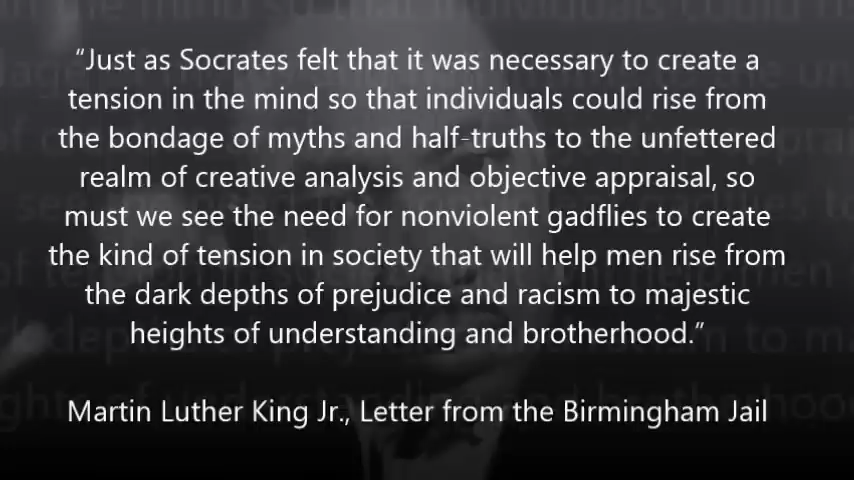 “Just as Socrates felt that it was necessary to create a
tension in the mind so that individuals could rise from
the bondage of myths and half-truths to the unfettered
realm of creative analysis and objective appraisal, so
must we see the need for nonviolent gadflies to create
the kind of tension in society that will help men rise from
the dark depths of prejudice and racism to majestic
heights of understanding and brotherhood.”
Martin Luther King Jr., Letter from the Birmingham Jail